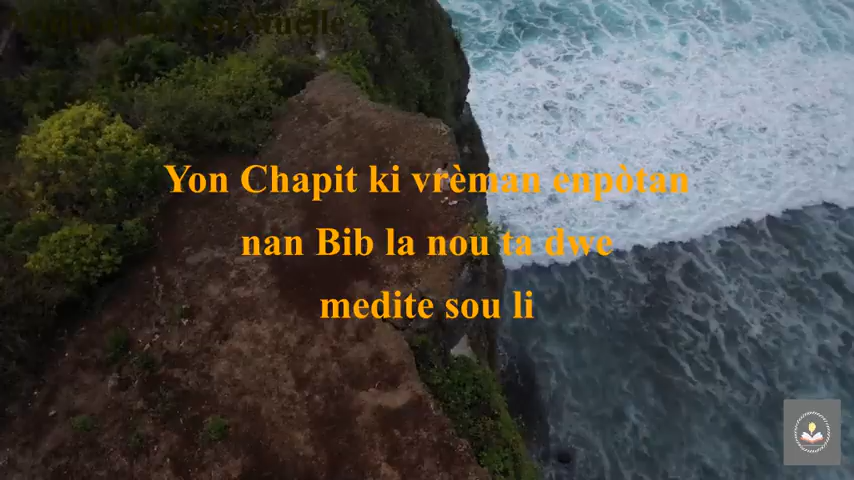 Yon Chapit ki vrèman enpòtan
nan Bib la nou ta dwe
medite sou li